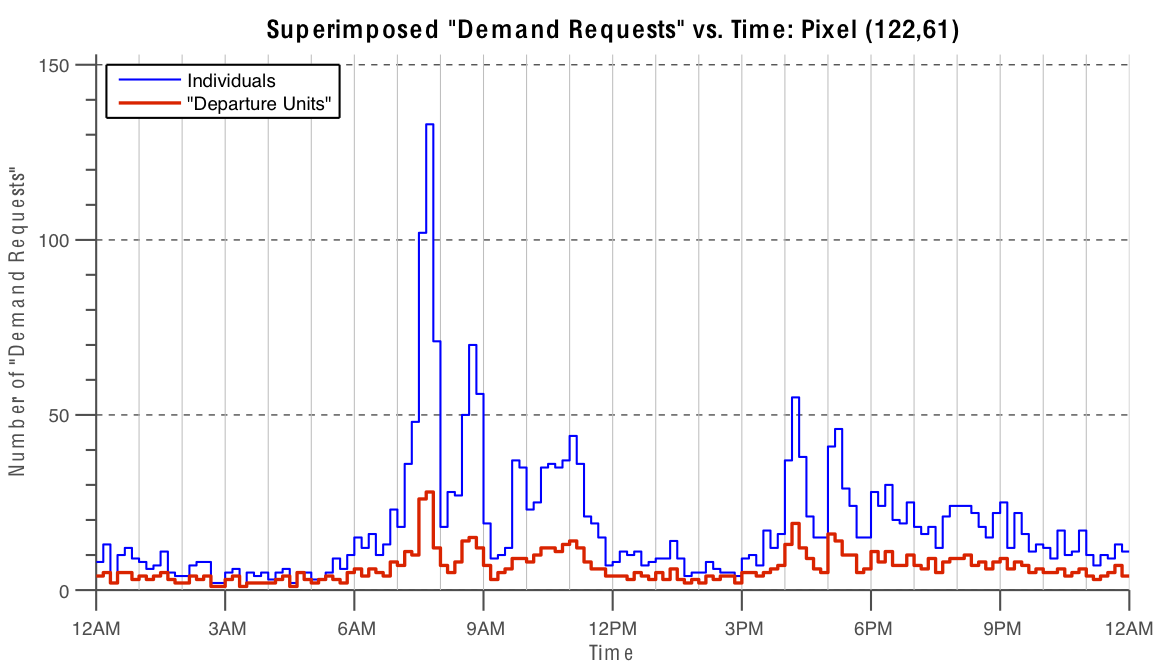 Superimposed "Demand Requests" vs. Time: Pixel (122,61)
Individuals
"Departure Units"
Number of "Demand Requests"
150
100
50
0
12AM 3AM 6AM 9AM 12PM 3PM 6PM 9PM 12AM
Time